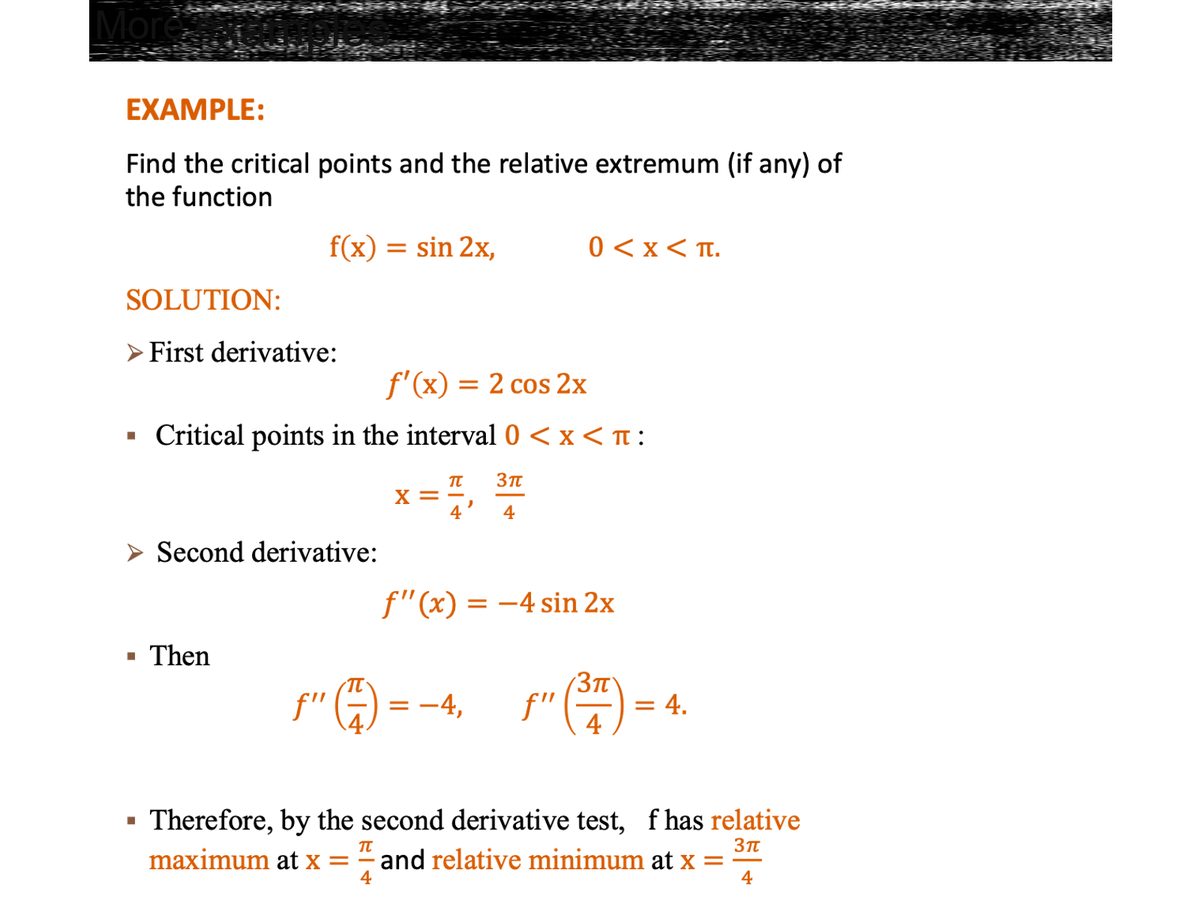 More examples
EXAMPLE:
Find the critical points and the relative extremum (if any) of
the function
f(x) = sin 2x, 0 < x < π.
SOLUTION:
➢ First derivative:
f′(x) = 2 cos 2x
▪ Critical points in the interval 0 < x < π :
x = π/4, 3π/4
➢ Second derivative:
f″(x) = −4 sin 2x
▪ Then
f″(π/4) = −4, f″(3π/4) = 4.
▪ Therefore, by the second derivative test, f has relative
maximum at x = π/4 and relative minimum at x = 3π/4